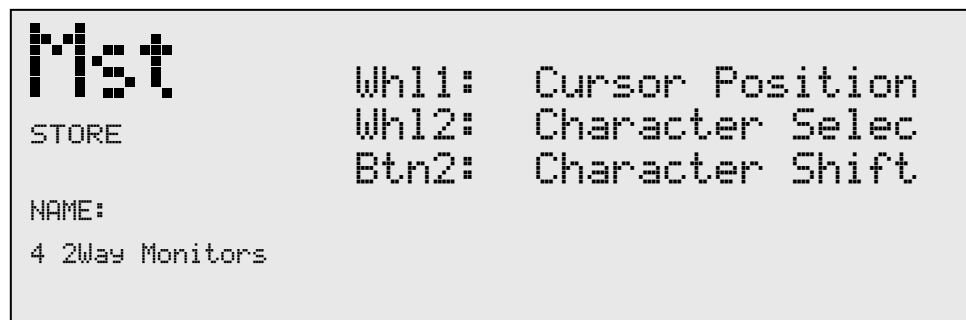 Mst
STORE
Whl1: Cursor Position
Whl2: Character Selec
Btn2: Character Shift
NAME:
4 2Way Monitors